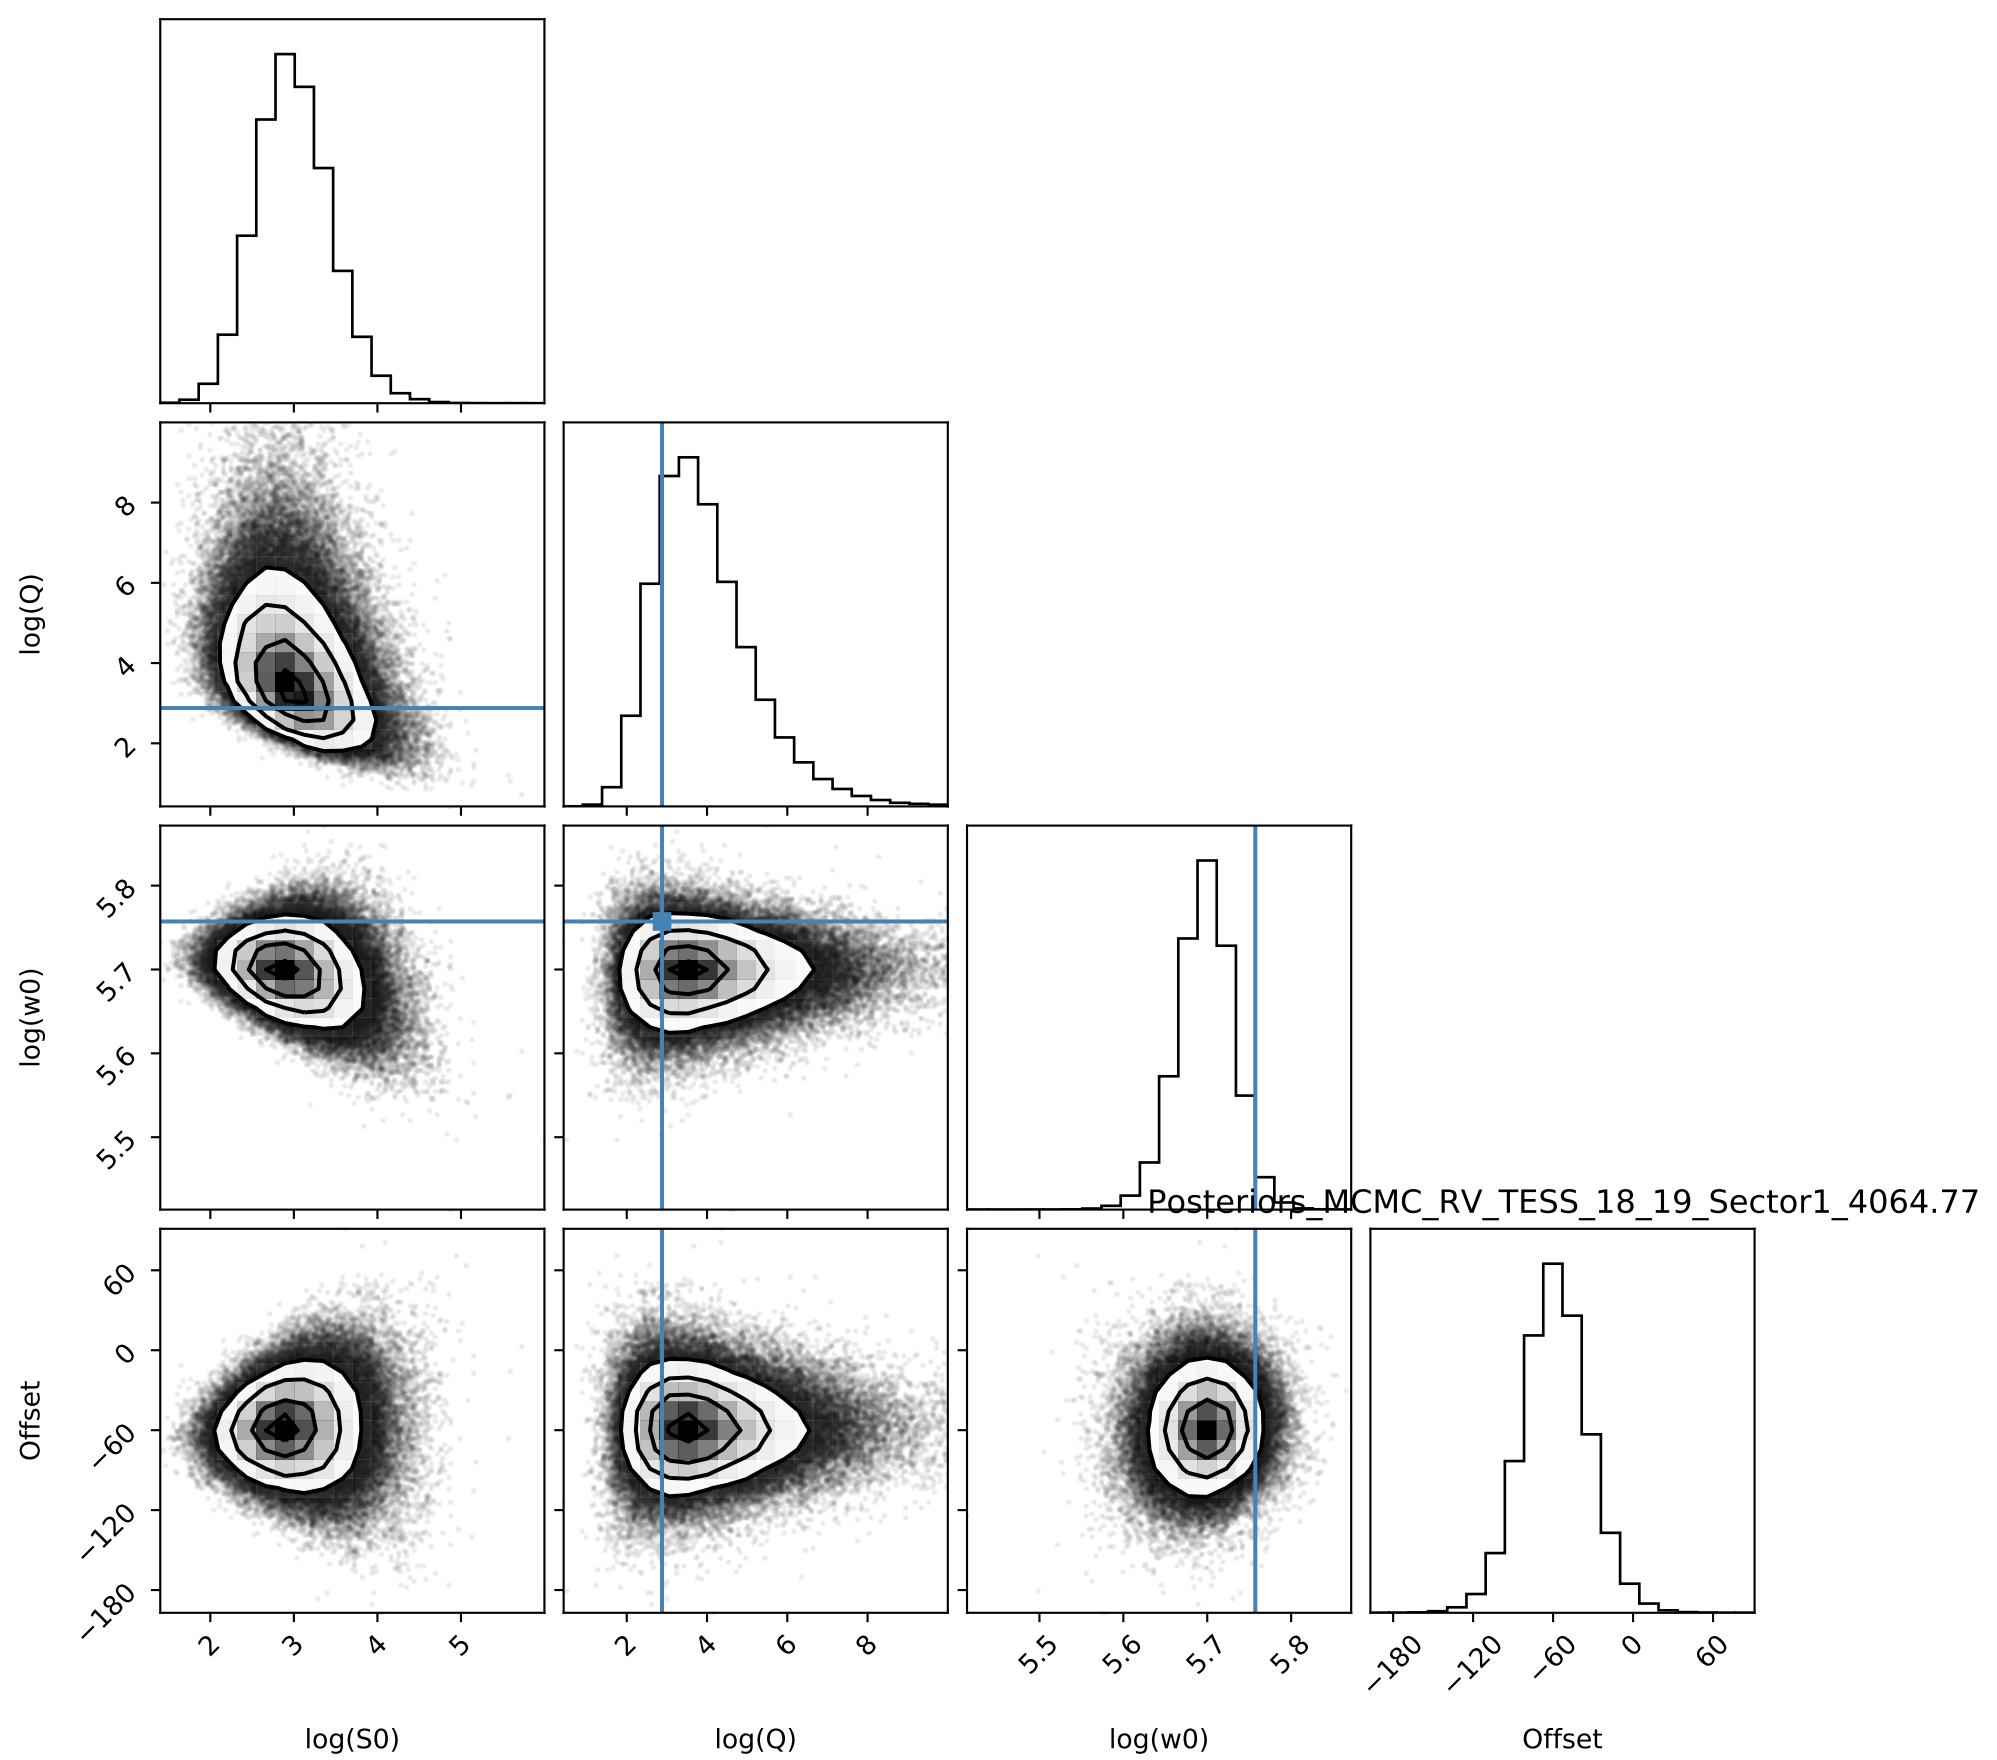 log(Q)
8
6
4
2
log(w0)
5.8
5.7
5.6
5.5
Posteriors_MCMC_RV_TESS_18_19_Sector1_4064.77
Offset
60
0
−60
−120
−180
2 3 4 5
2 4 6 8
5.5 5.6 5.7 5.8
−180 −120 −60 0 60
log(S0) log(Q) log(w0) Offset